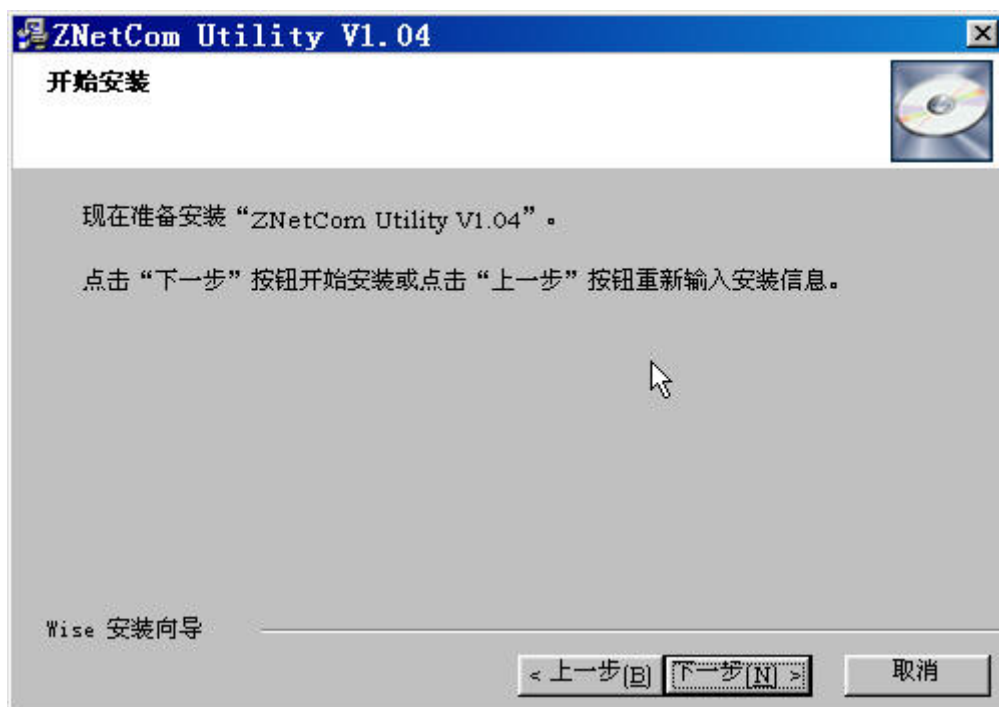 ZNetCom Utility V1.04
开始安装
现在准备安装“ZNetCom Utility V1.04”。
点击“下一步”按钮开始安装或点击“上一步”按钮重新输入安装信息。
Wise 安装向导
< 上一步(B) 下一步(N) > 取消